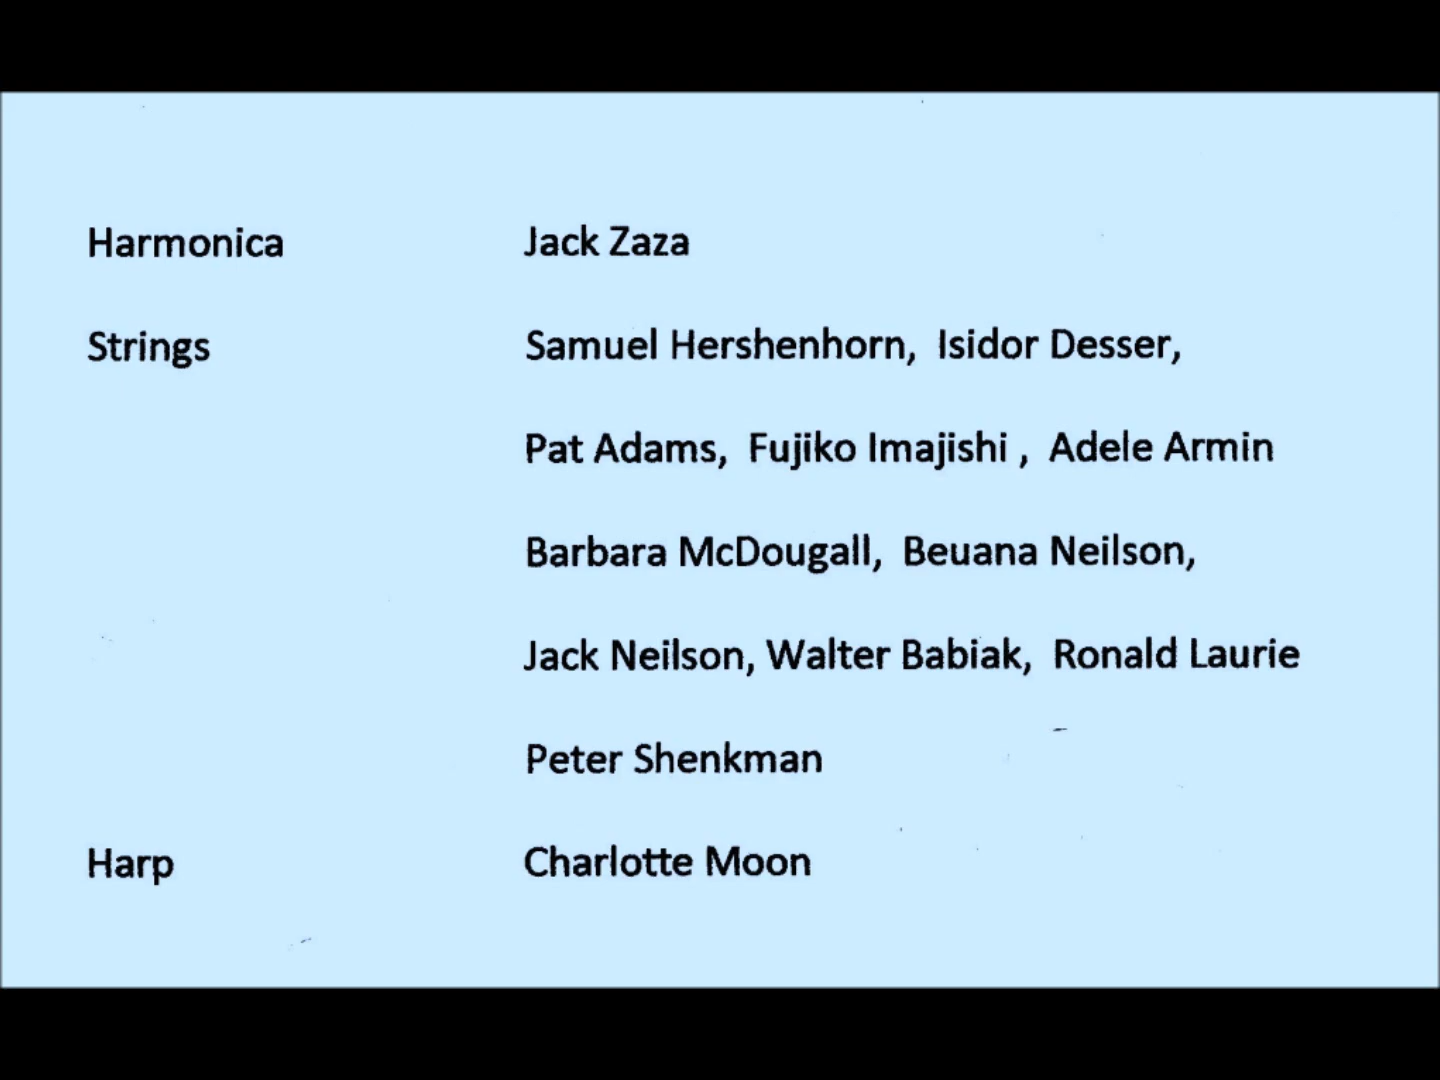 Harmonica Jack Zaza
Strings Samuel Hershenhorn, Isidor Desser,
Pat Adams, Fujiko Imajishi , Adele Armin
Barbara McDougall, Beuana Neilson,
Jack Neilson, Walter Babiak, Ronald Laurie
Peter Shenkman
Harp Charlotte Moon